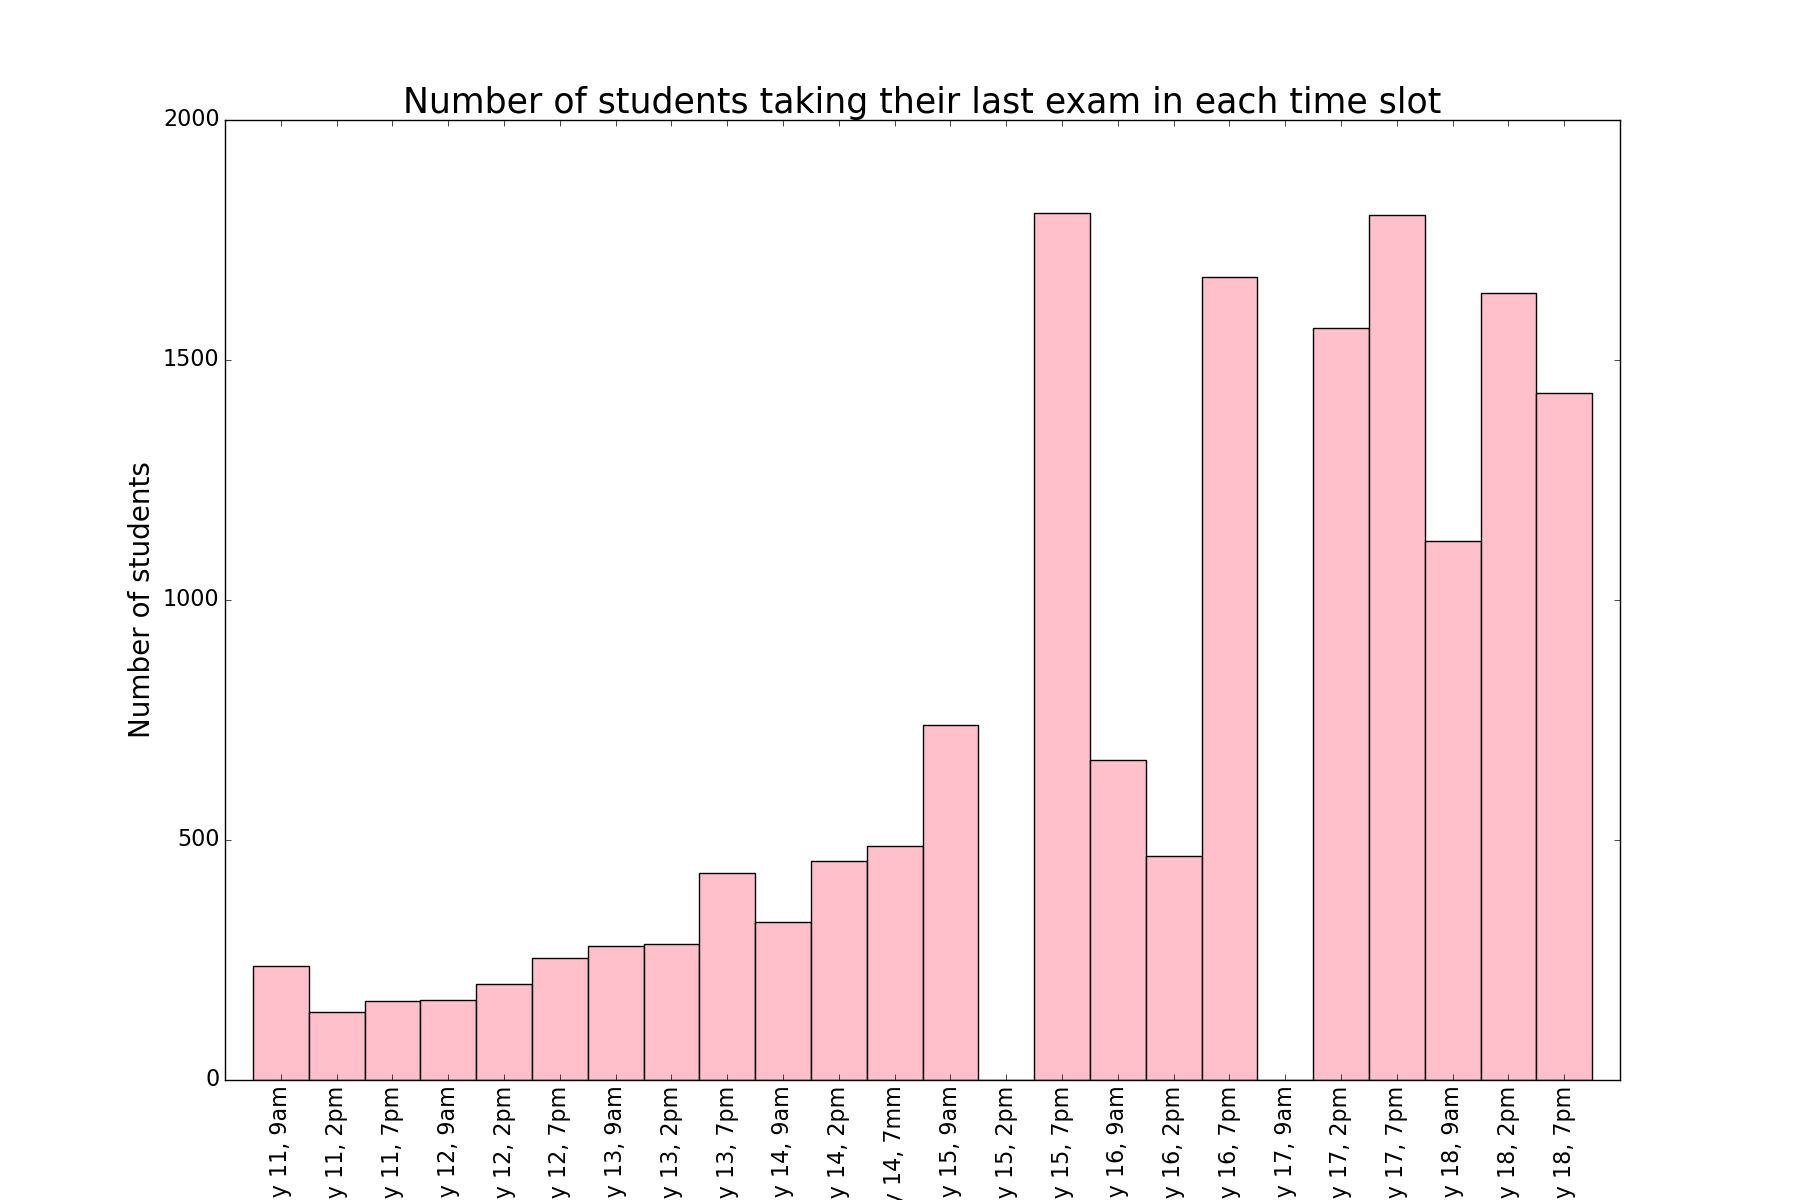 Number of students taking their last exam in each time slot
Number of students
2000
1500
1000
500
0
y 11, 9am
y 11, 2pm
y 11, 7pm
y 12, 9am
y 12, 2pm
y 12, 7pm
y 13, 9am
y 13, 2pm
y 13, 7pm
y 14, 9am
y 14, 2pm
y 14, 7mm
y 15, 9am
y 15, 2pm
y 15, 7pm
y 16, 9am
y 16, 2pm
y 16, 7pm
y 17, 9am
y 17, 2pm
y 17, 7pm
y 18, 9am
y 18, 2pm
y 18, 7pm